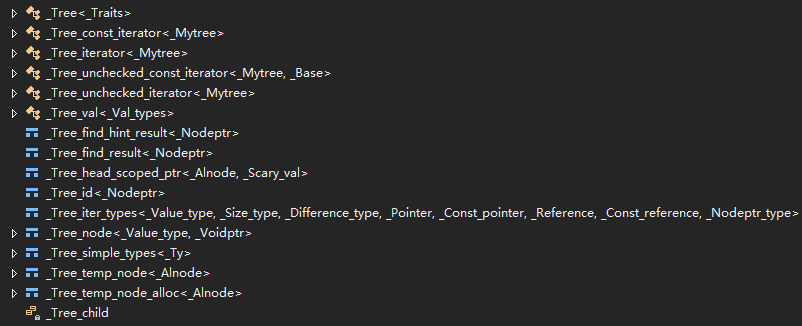 _Tree<_Traits>
_Tree_const_iterator<_Mytree>
_Tree_iterator<_Mytree>
_Tree_unchecked_const_iterator<_Mytree, _Base>
_Tree_unchecked_iterator<_Mytree>
_Tree_val<_Val_types>
_Tree_find_hint_result<_Nodeptr>
_Tree_find_result<_Nodeptr>
_Tree_head_scoped_ptr<_Alnode, _Scary_val>
_Tree_id<_Nodeptr>
_Tree_iter_types<_Value_type, _Size_type, _Difference_type, _Pointer, _Const_pointer, _Reference, _Const_reference, _Nodeptr_type>
_Tree_node<_Value_type, _Voidptr>
_Tree_simple_types<_Ty>
_Tree_temp_node<_Alnode>
_Tree_temp_node_alloc<_Alnode>
_Tree_child